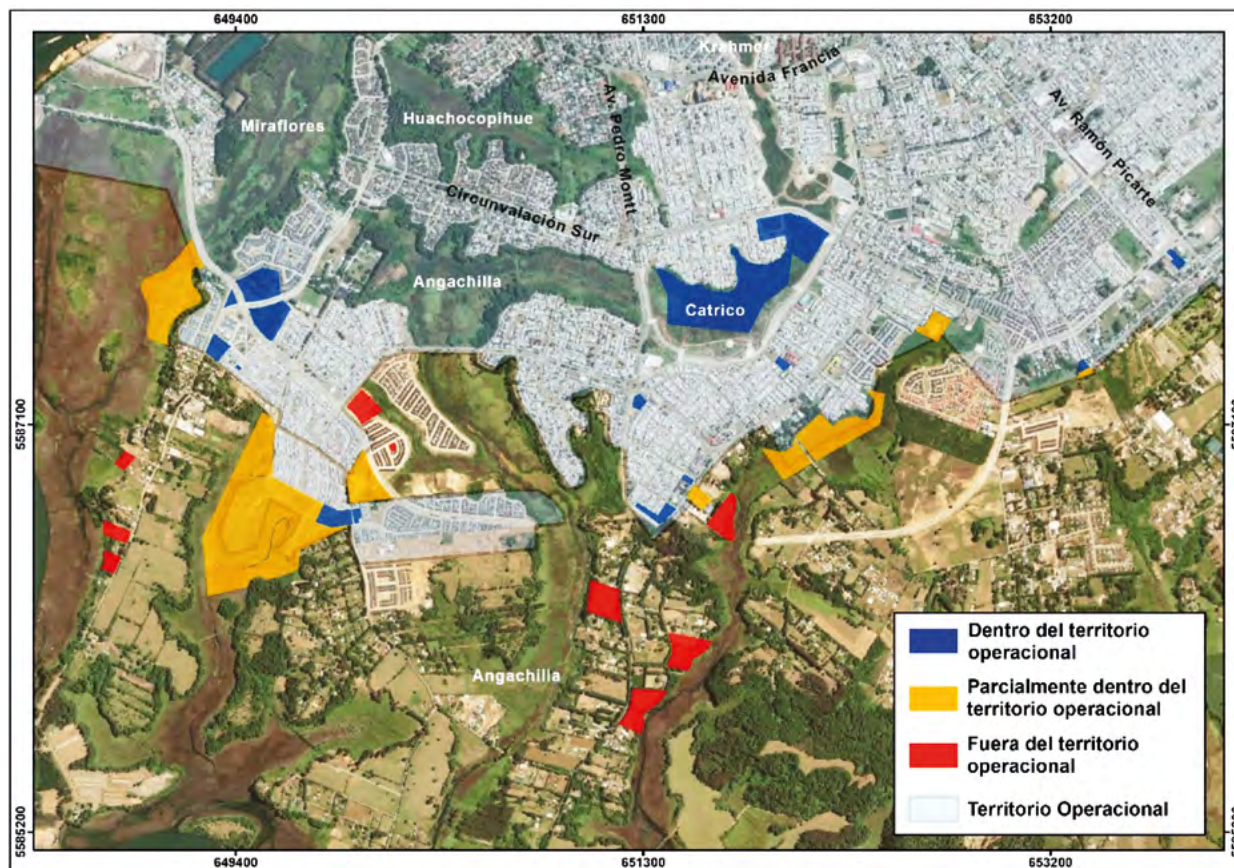 649400
651300
653200
Krahmer
Avenida Francia
Av. Ramón Picarte
Av. Pedro Montt
Huachocopihue
Miraflores
Circunvalación Sur
Angachilla
Catrico
5587100
5587100
Angachilla
Dentro del territorio
operacional
Parcialmente dentro del
territorio operacional
Fuera del territorio
operacional
Territorio Operacional
5585200
5585200
649400
651300
653200